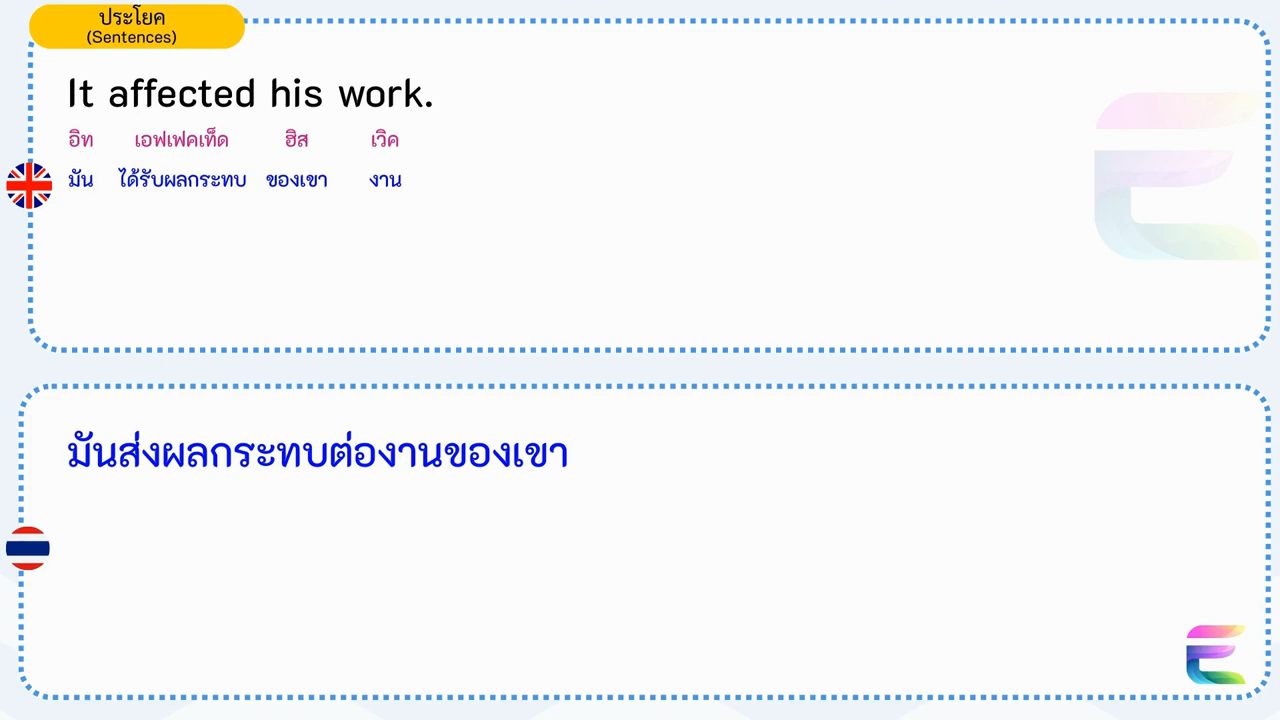 ประโยค
(Sentences)
It affected his work.
อิท เอฟเฟคเท็ด ฮิส เวิค
มัน ได้รับผลกระทบ ของเขา งาน
มันส่งผลกระทบต่องานของเขา